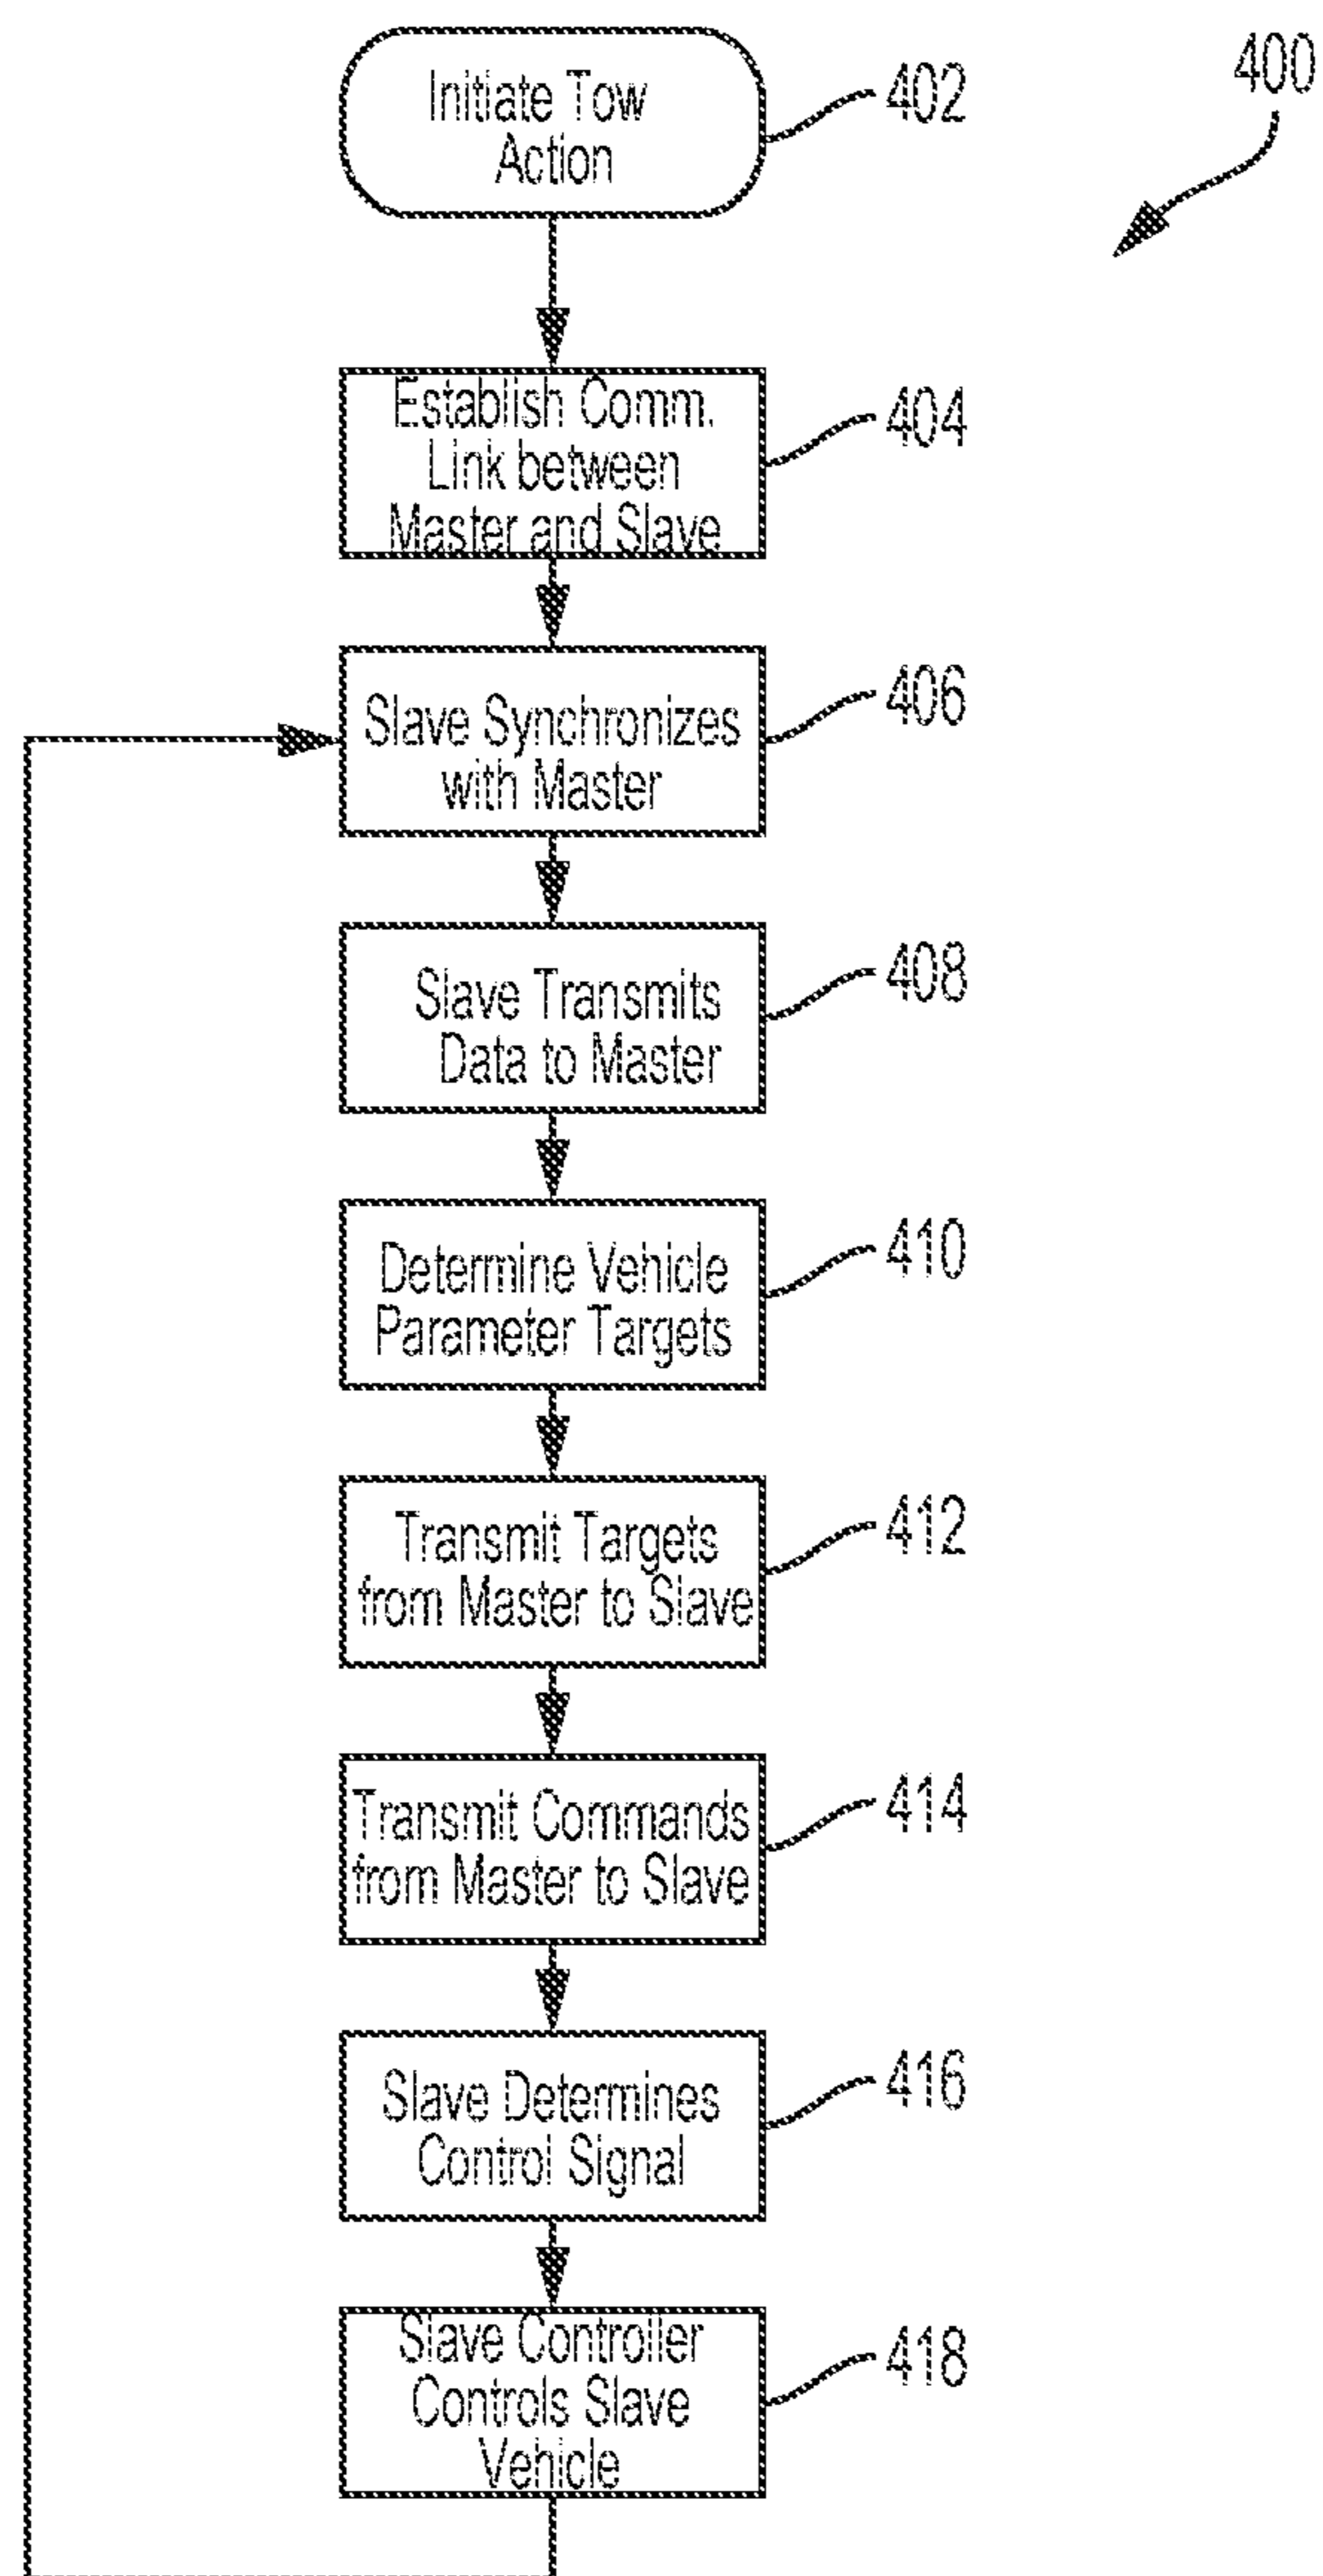 400
Initiate Tow
Action
402
Establish Comm.
Link between
Master and Slave
404
Slave Synchronizes
with Master
406
Slave Transmits
Data to Master
408
Determine Vehicle
Parameter Targets
410
Transmit Targets
from Master to Slave
412
Transmit Commands
from Master to Slave
414
Slave Determines
Control Signal
416
Slave Controller
Controls Slave
Vehicle
418